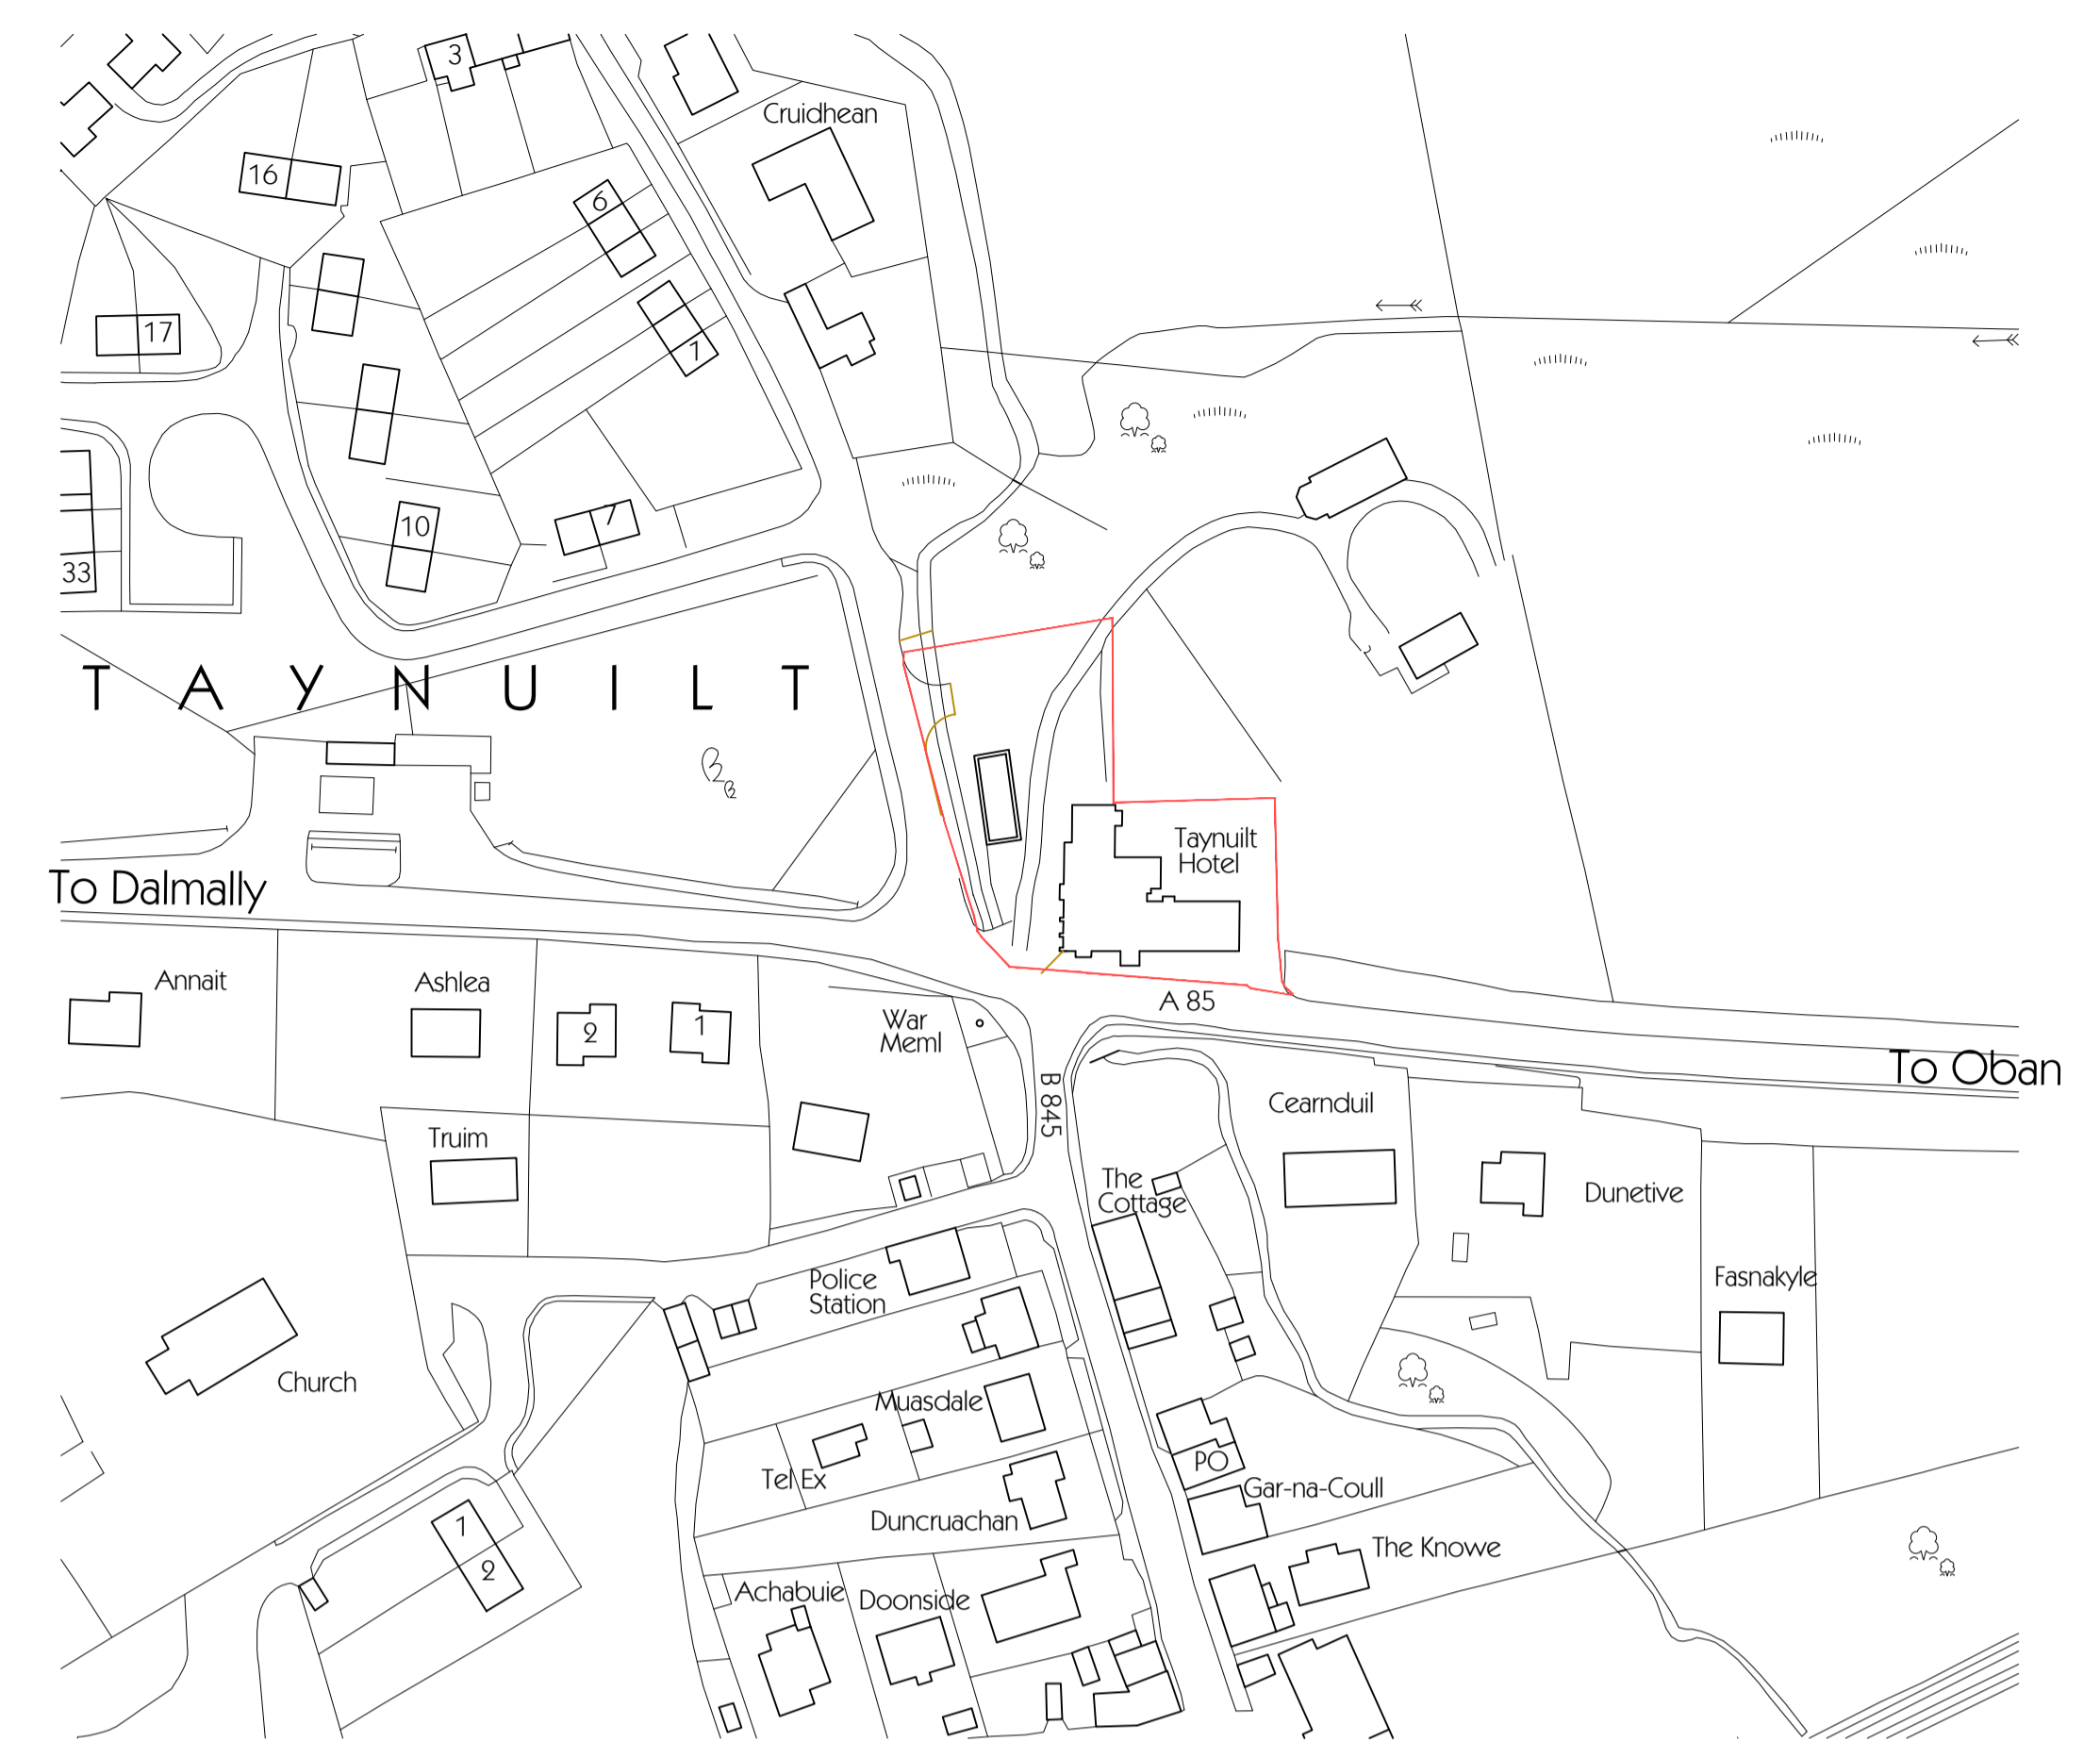 3
Cruidhean
16
6
17
7
10
7
33
TAYNUILT
Taynuilt
Hotel
To Dalmally
Annait
Ashlea
2
1
War
Meml
A 85
To Oban
B 845
Cearnduil
Truim
The
Cottage
Dunetive
Police
Station
Fasnakyle
Church
Muasdale
PO
Tel Ex
Gar-na-Coull
Duncruachan
1
The Knowe
2
Achabuie
Doonside